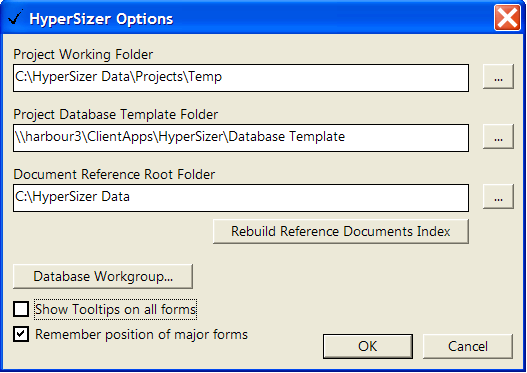 HyperSizer Options
Project Working Folder
C:\HyperSizer Data\Projects\Temp
...
Project Database Template Folder
\\harbour3\ClientApps\HyperSizer\Database Template
...
Document Reference Root Folder
C:\HyperSizer Data
...
Rebuild Reference Documents Index
Database Workgroup...
Show Tooltips on all forms
Remember position of major forms
OK
Cancel